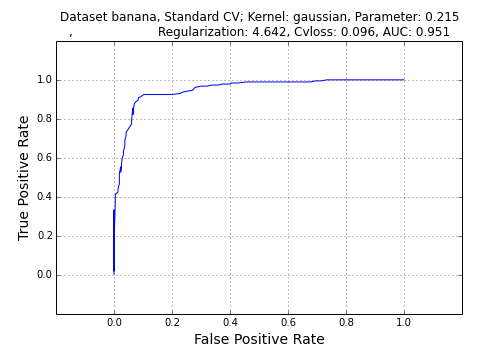 Dataset banana, Standard CV; Kernel: gaussian, Parameter: 0.215
, Regularization: 4.642, Cvloss: 0.096, AUC: 0.951
True Positive Rate
1.0
0.8
0.6
0.4
0.2
0.0
0.0 0.2 0.4 0.6 0.8 1.0
False Positive Rate